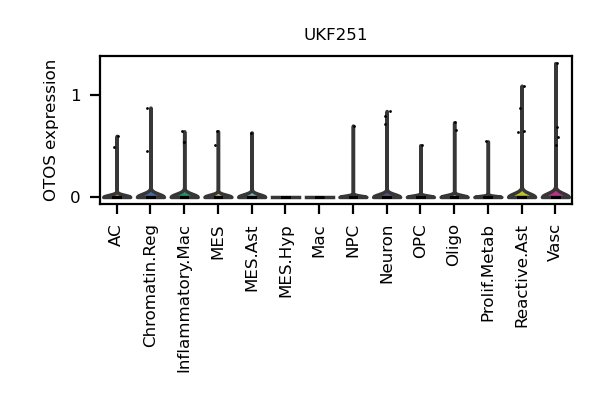 UKF251
OTOS expression
1
0
AC
Chromatin.Reg
Inflammatory.Mac
MES
MES.Ast
MES.Hyp
Mac
NPC
Neuron
OPC
Oligo
Prolif.Metab
Reactive.Ast
Vasc